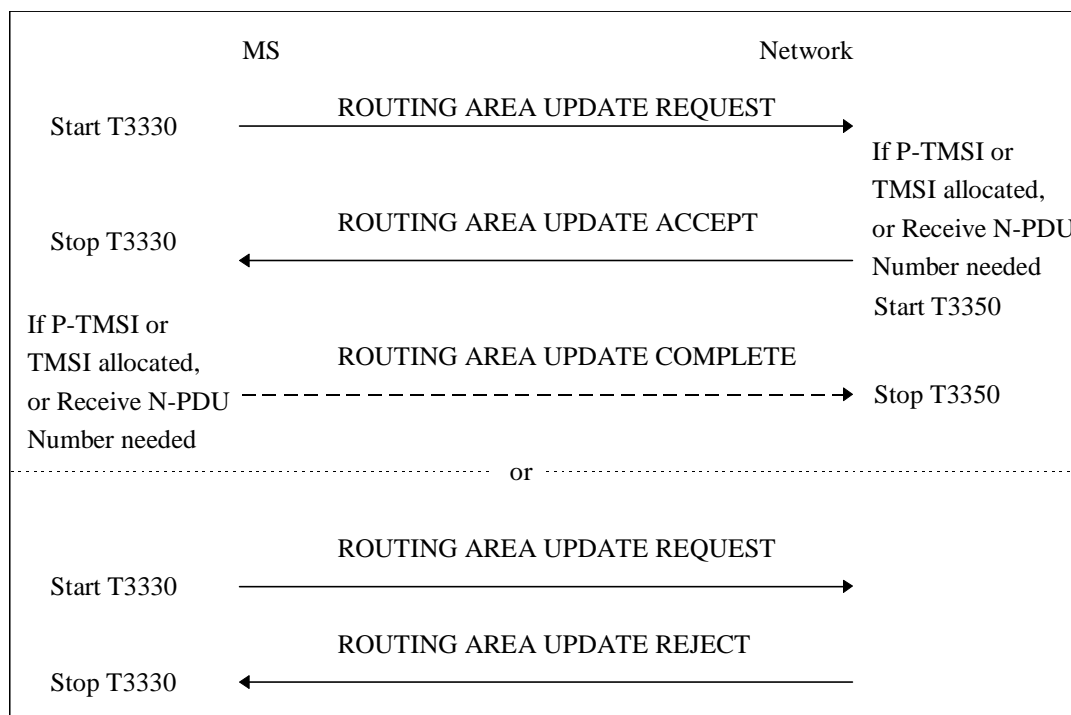 MS
Network
ROUTING AREA UPDATE REQUEST
Start T3330
If P-TMSI or
TMSI allocated,
or Receive N-PDU
Number needed
Start T3350
ROUTING AREA UPDATE ACCEPT
Stop T3330
If P-TMSI or
TMSI allocated,
or Receive N-PDU
Number needed
ROUTING AREA UPDATE COMPLETE
Stop T3350
or
ROUTING AREA UPDATE REQUEST
Start T3330
ROUTING AREA UPDATE REJECT
Stop T3330